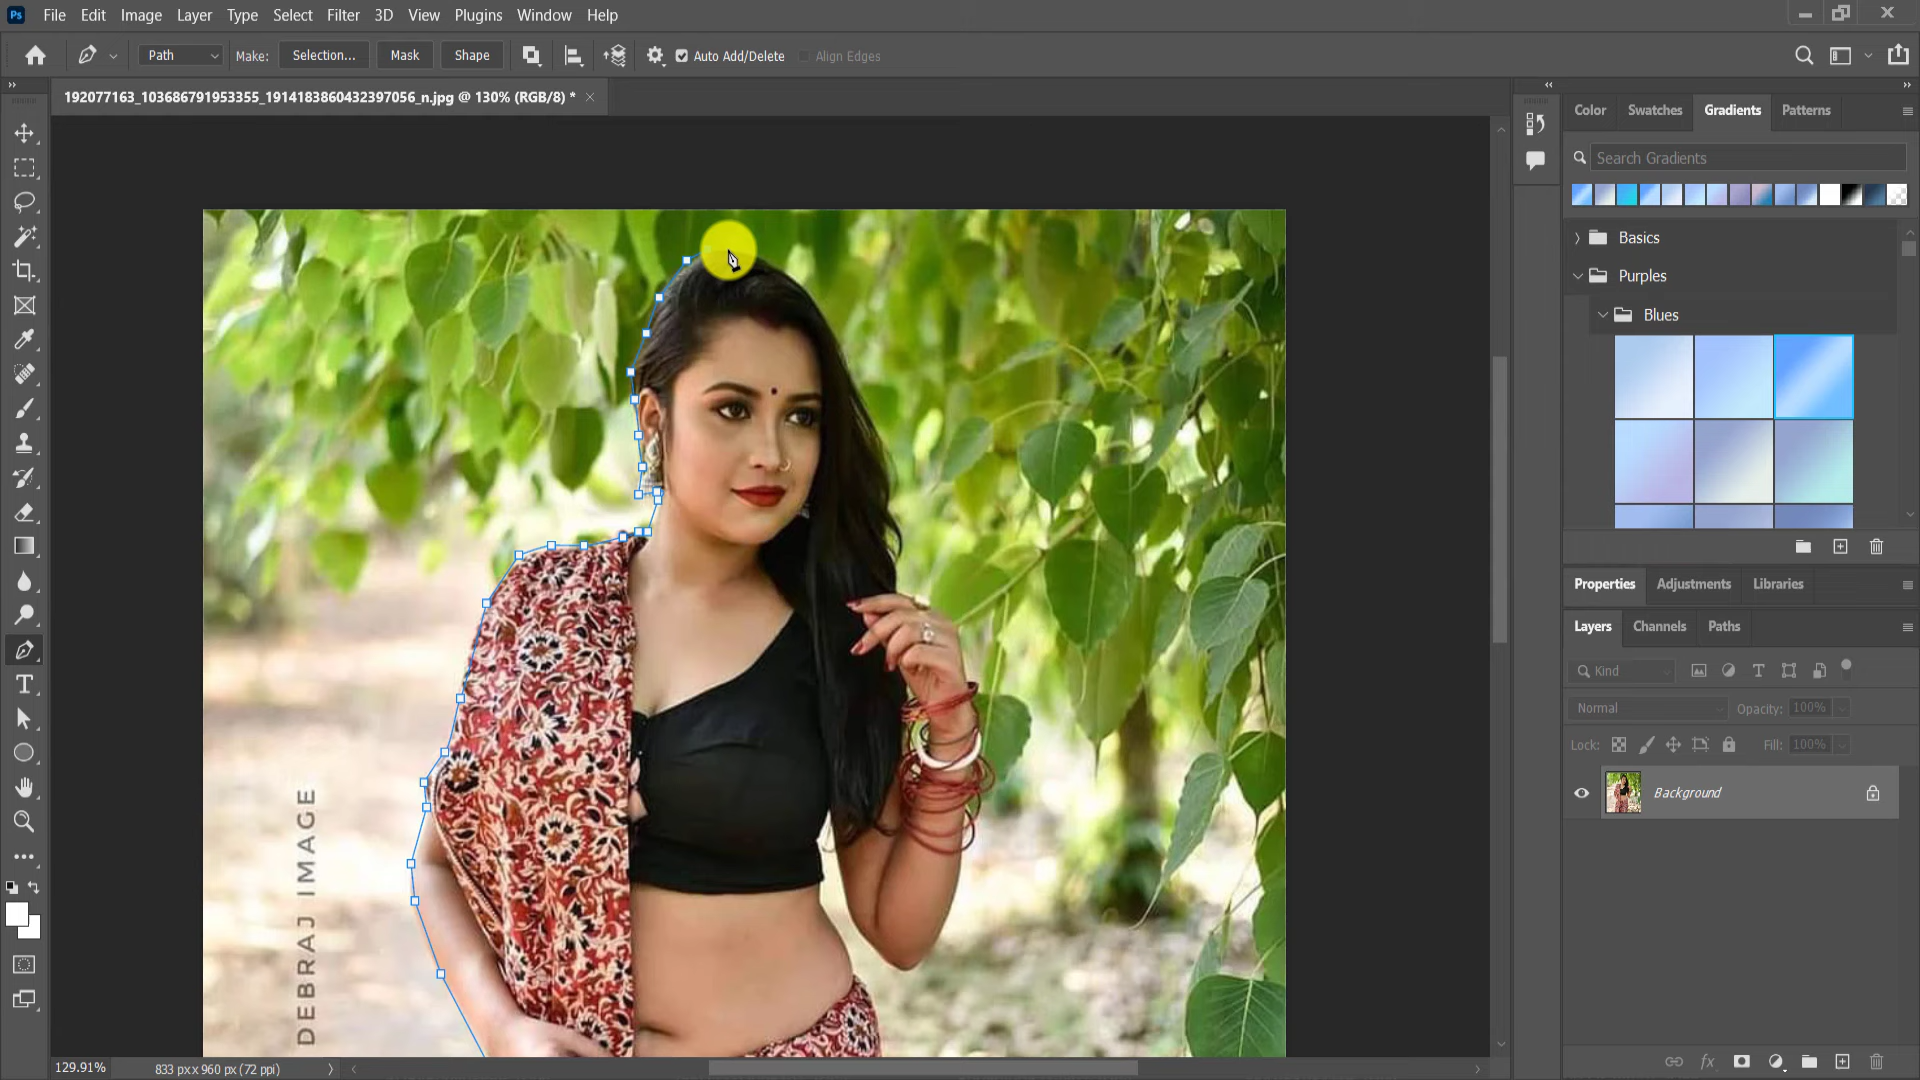 Ps File Edit Image Layer Type Select Filter 3D View Plugins Window Help
Path Make: Selection... Mask Shape Auto Add/Delete Align Edges
192077163_103686791953355_1914183860432397056_n.jpg @ 130% (RGB/8) *
Color Swatches Gradients Patterns
Search Gradients
Basics
Purples
Blues
Properties Adjustments Libraries
Layers Channels Paths
Kind
Normal Opacity: 100%
Lock: Fill: 100%
Background
DEBRAJ IMAGE
129.91% 833 px x 960 px (72 ppi)
fx